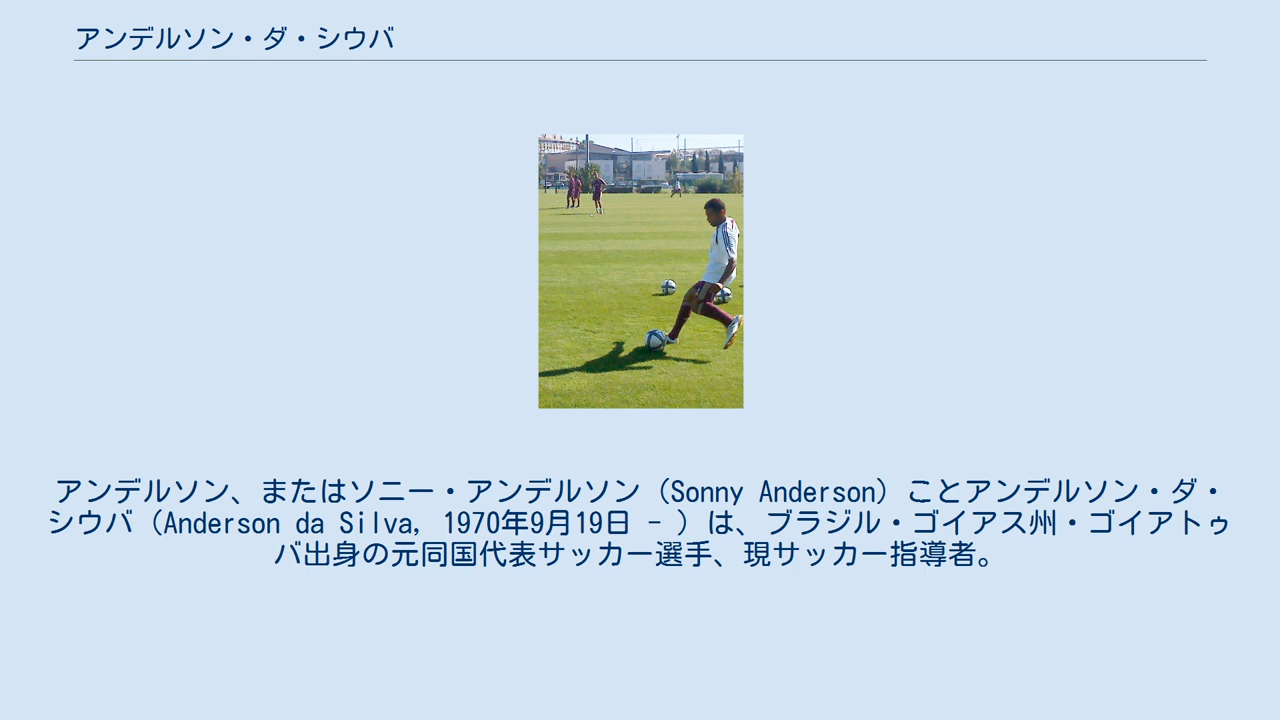 アンデルソン・ダ・シウバ
アンデルソン、またはソニー・アンデルソン（Sonny Anderson）ことアンデルソン・ダ・
シウバ（Anderson da Silva, 1970年9月19日 - ）は、ブラジル・ゴイアス州・ゴイアトゥ
バ出身の元同国代表サッカー選手、現サッカー指導者。